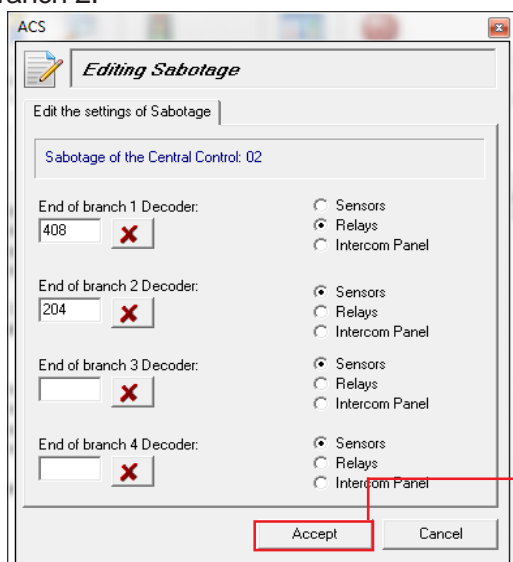 ranch 2.
ACS
Editing Sabotage
Edit the settings of Sabotage
Sabotage of the Central Control: 02
End of branch 1 Decoder:
408
Sensors
Relays
Intercom Panel
End of branch 2 Decoder:
204
Sensors
Relays
Intercom Panel
End of branch 3 Decoder:
Sensors
Relays
Intercom Panel
End of branch 4 Decoder:
Sensors
Relays
Intercom Panel
Accept
Cancel